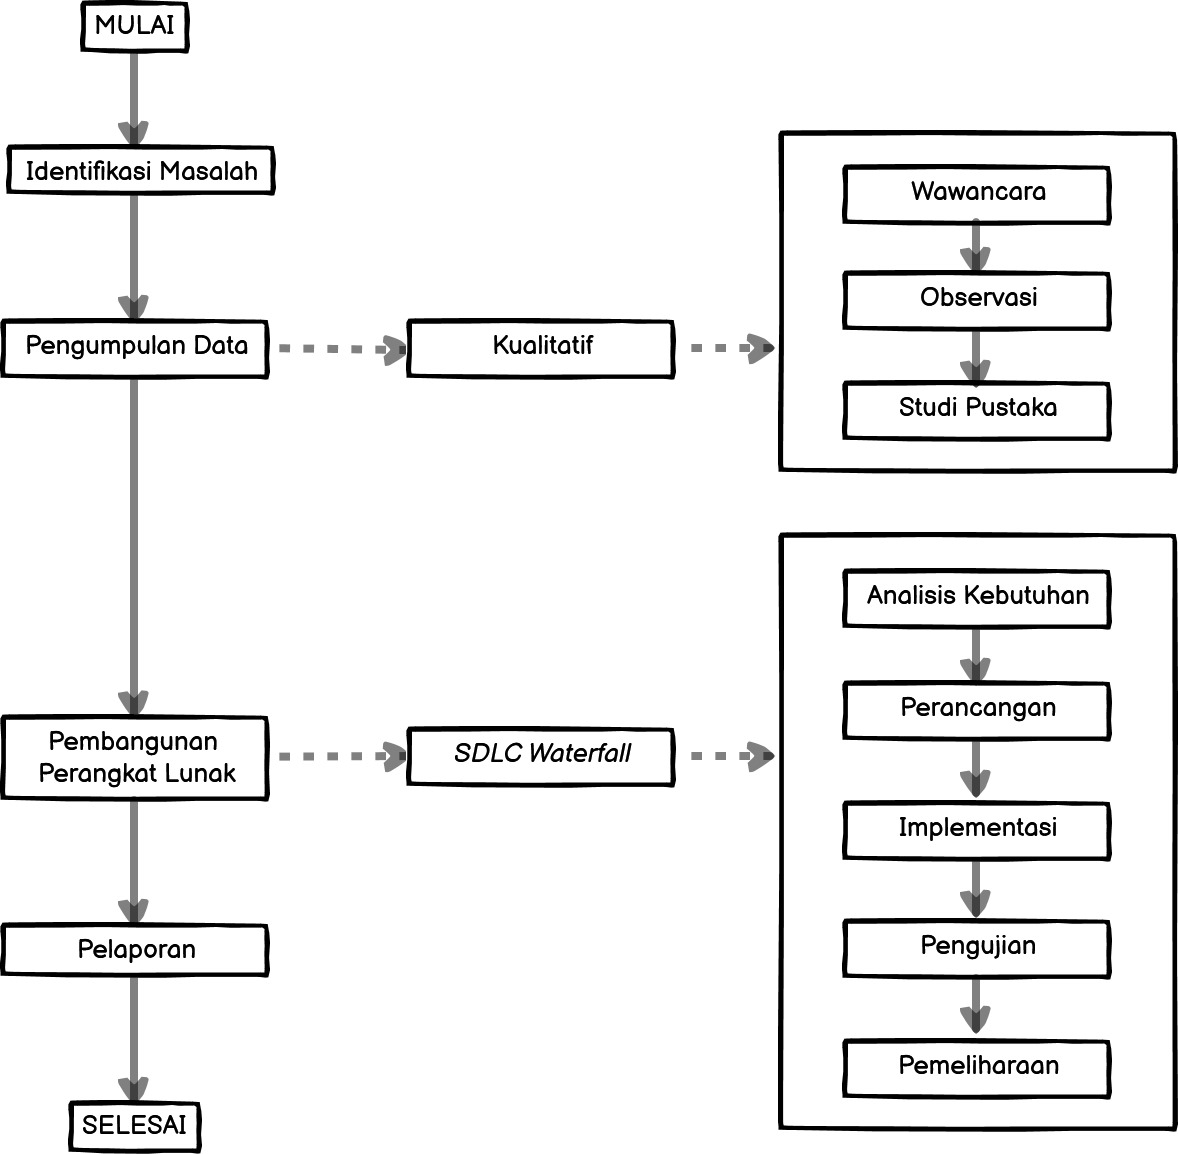 MULAI
Identifikasi Masalah
Pengumpulan Data
Kualitatif
Wawancara
Observasi
Studi Pustaka
Pembangunan
Perangkat Lunak
SDLC Waterfall
Analisis Kebutuhan
Perancangan
Implementasi
Pengujian
Pemeliharaan
Pelaporan
SELESAI